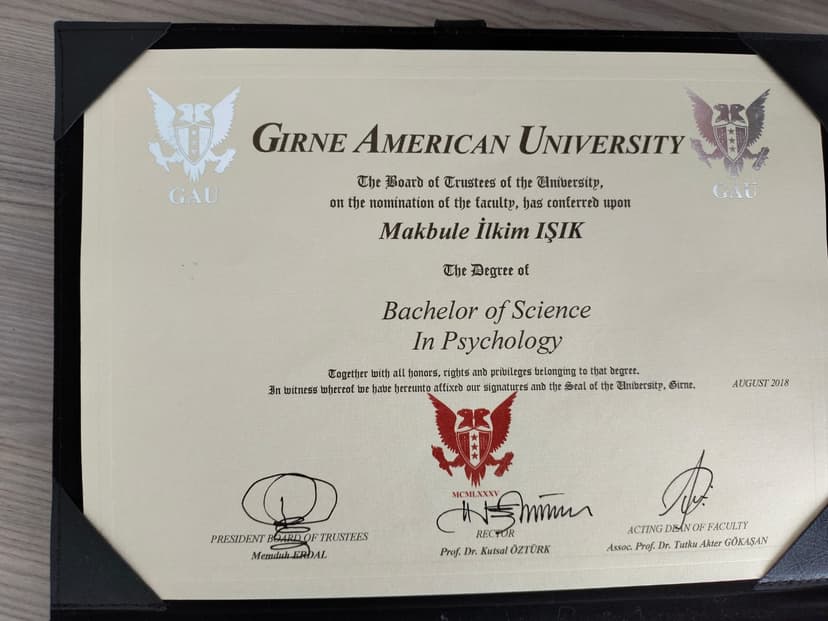 GAU
GIRNE AMERICAN UNIVERSITY
GAU
The Board of Trustees of the University,
on the nomination of the faculty, has conferred upon
Makbule İlkim IŞIK
The Degree of
Bachelor of Science
In Psychology
Together with all honors, rights and privileges belonging to that degree.
In witness whereof we have hereunto affixed our signatures and the Seal of the University, Girne.
AUGUST 2018
MCMLXXXV
PRESIDENT BOARD OF TRUSTEES
Memduh ERDAL
RECTOR
Prof. Dr. Kutsal ÖZTÜRK
ACTING DEAN OF FACULTY
Assoc. Prof. Dr. Tutku Akter GÖKAŞAN